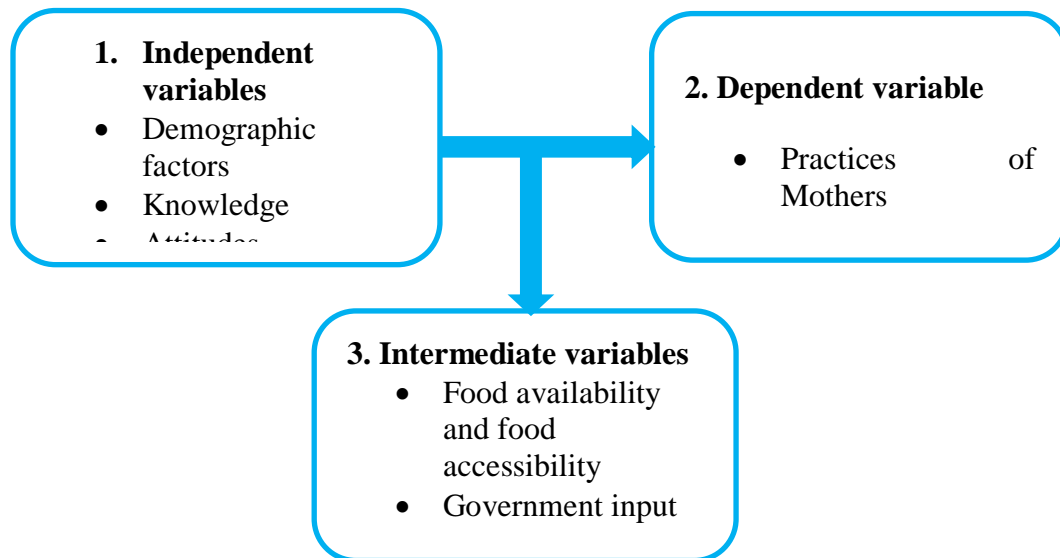 1. Independent
variables
• Demographic
factors
• Knowledge
• Attitudes
2. Dependent variable
• Practices of
Mothers
3. Intermediate variables
• Food availability
and food
accessibility
• Government input